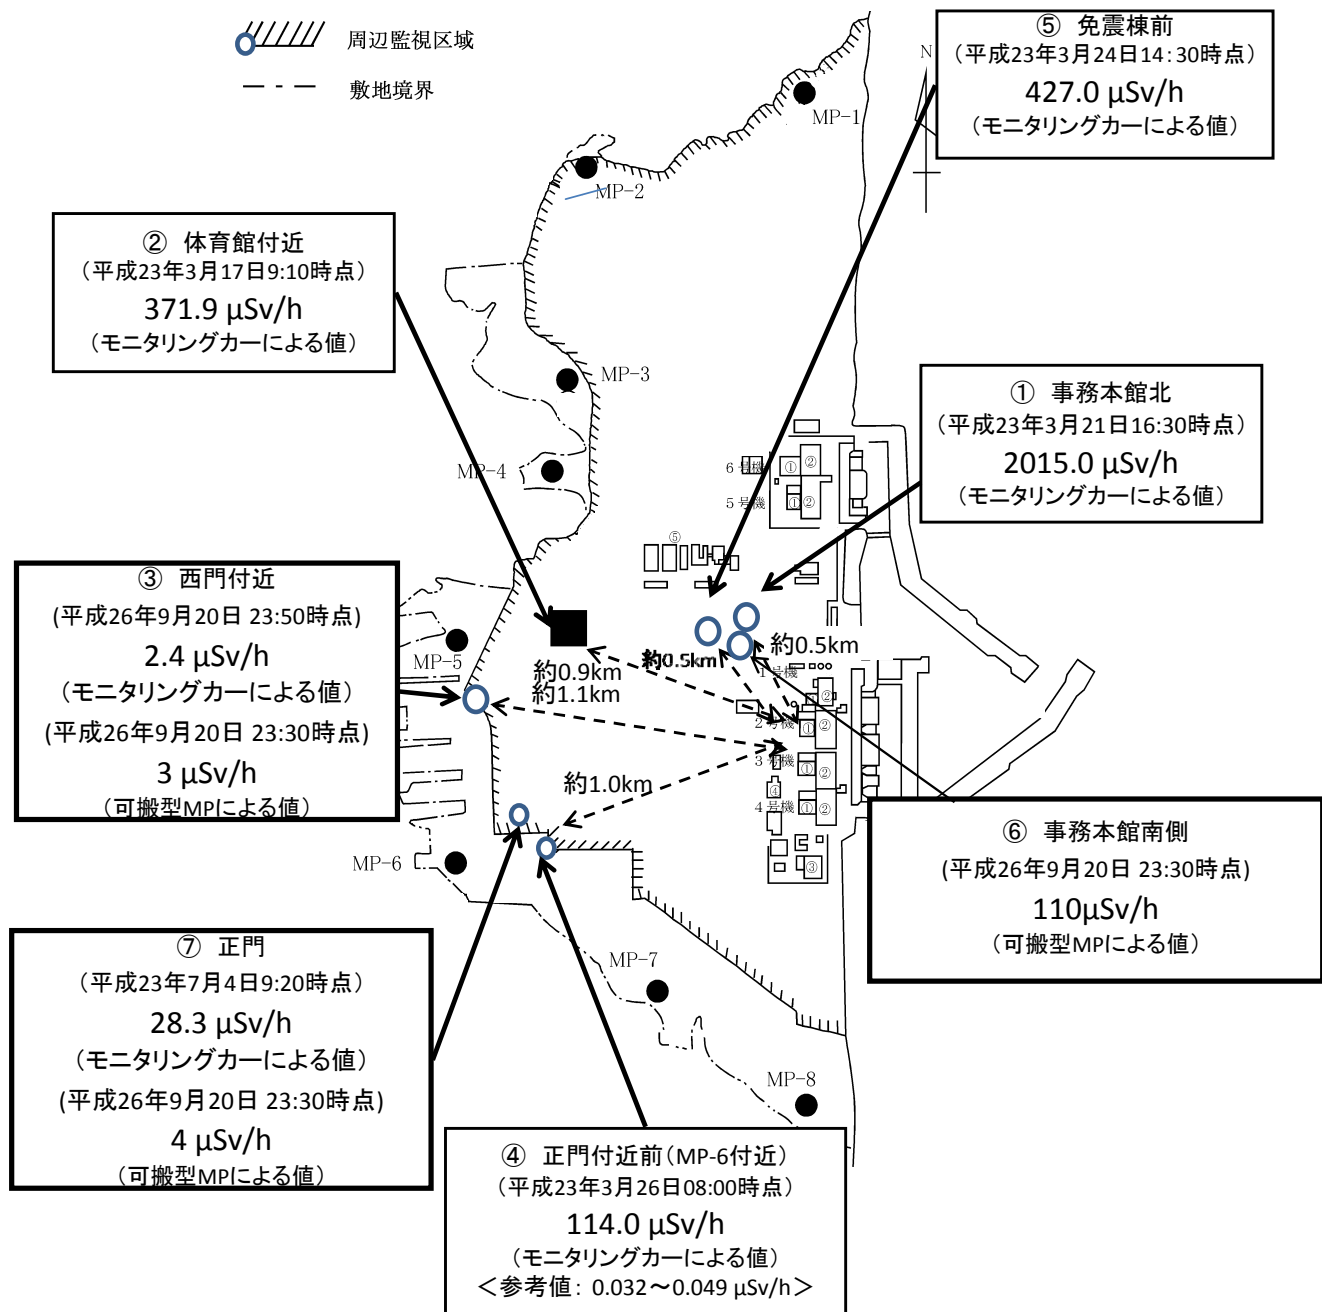 周辺監視区域
敷地境界
⑤ 免震棟前
(平成23年3月24日14:30時点)
427.0 μSv/h
(モニタリングカーによる値)
N
MP-1
MP-2
② 体育館付近
(平成23年3月17日9:10時点)
371.9 μSv/h
(モニタリングカーによる値)
MP-3
① 事務本館北
(平成23年3月21日16:30時点)
2015.0 μSv/h
(モニタリングカーによる値)
MP-4
6号機
①
②
5号機
①
②
⑤
③ 西門付近
(平成26年9月20日 23:50時点)
2.4 μSv/h
(モニタリングカーによる値)
(平成26年9月20日 23:30時点)
3 μSv/h
(可搬型MPによる値)
MP-5
約0.9km
約1.1km
約0.5km
約0.5km
1号機
②
2号機
①
②
3号機
①
②
約1.0km
④
4号機
①
②
③
⑥ 事務本館南側
(平成26年9月20日 23:30時点)
110μSv/h
(可搬型MPによる値)
MP-6
⑦ 正門
(平成23年7月4日9:20時点)
28.3 μSv/h
(モニタリングカーによる値)
(平成26年9月20日 23:30時点)
4 μSv/h
(可搬型MPによる値)
MP-7
MP-8
④ 正門付近前(MP-6付近)
(平成23年3月26日08:00時点)
114.0 μSv/h
(モニタリングカーによる値)
<参考値: 0.032～0.049 μSv/h>